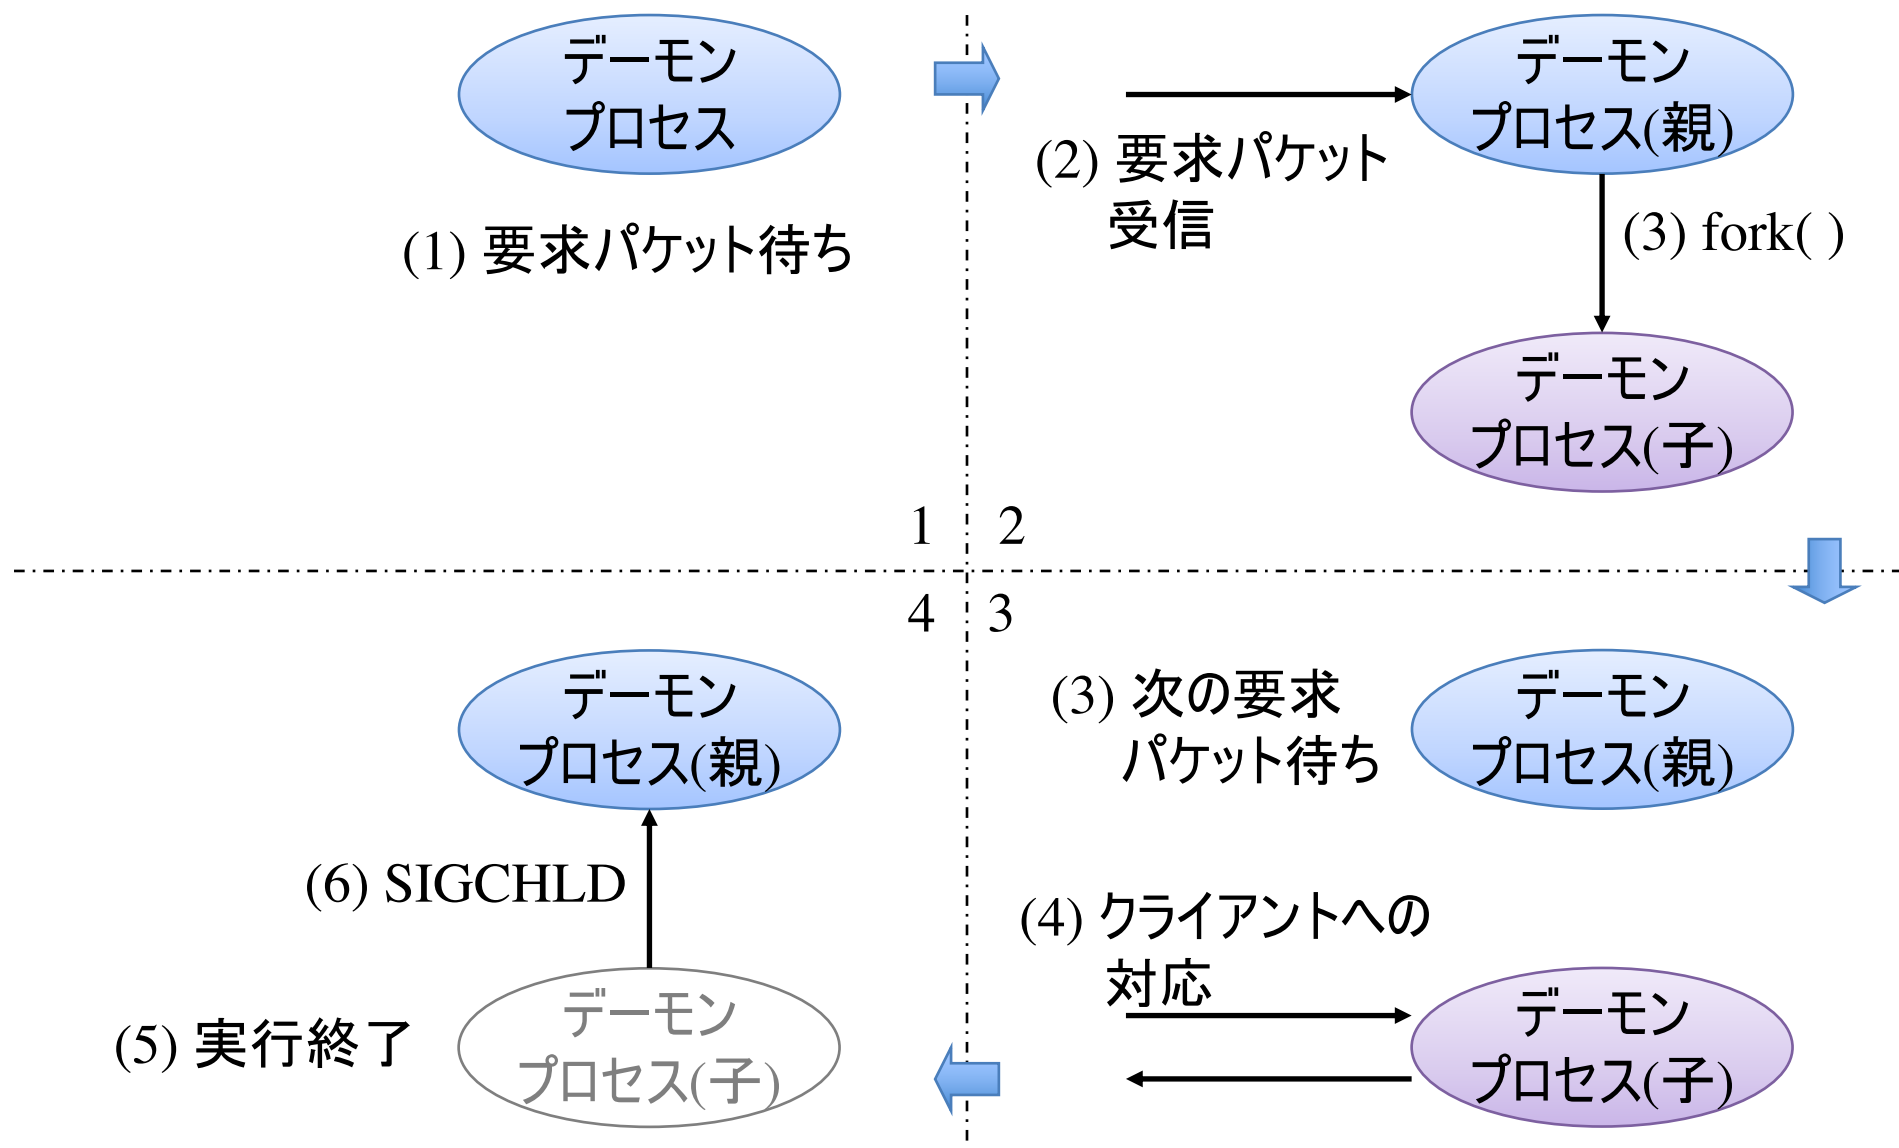 デーモン
プロセス
(1) 要求パケット待ち
1
(2) 要求パケット
受信
デーモン
プロセス(親)
(3) fork( )
デーモン
プロセス(子)
2
3
(3) 次の要求
パケット待ち
デーモン
プロセス(親)
(4) クライアントへの
対応
デーモン
プロセス(子)
4
デーモン
プロセス(親)
(6) SIGCHLD
(5) 実行終了
デーモン
プロセス(子)